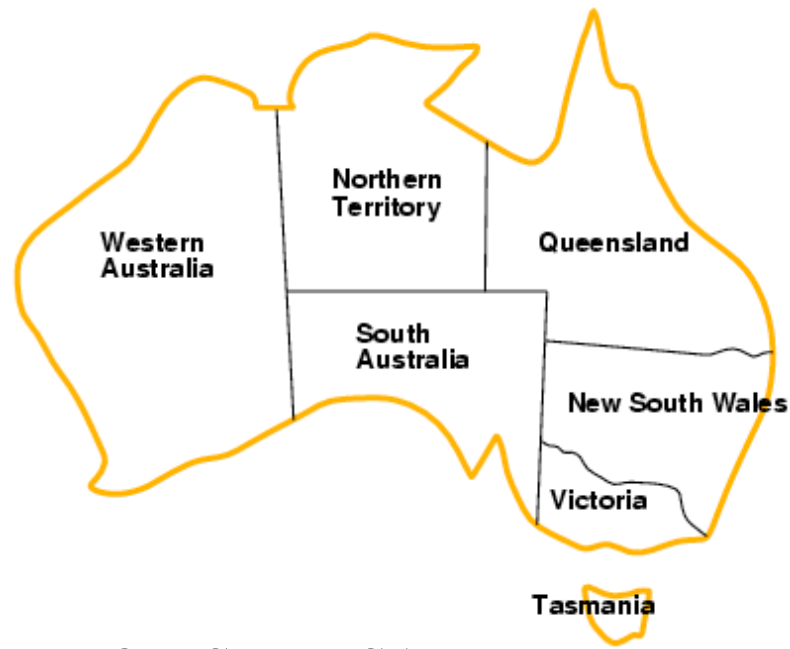 Northern
Territory
Western
Australia
Queensland
South
Australia
New South Wales
Victoria
Tasmania